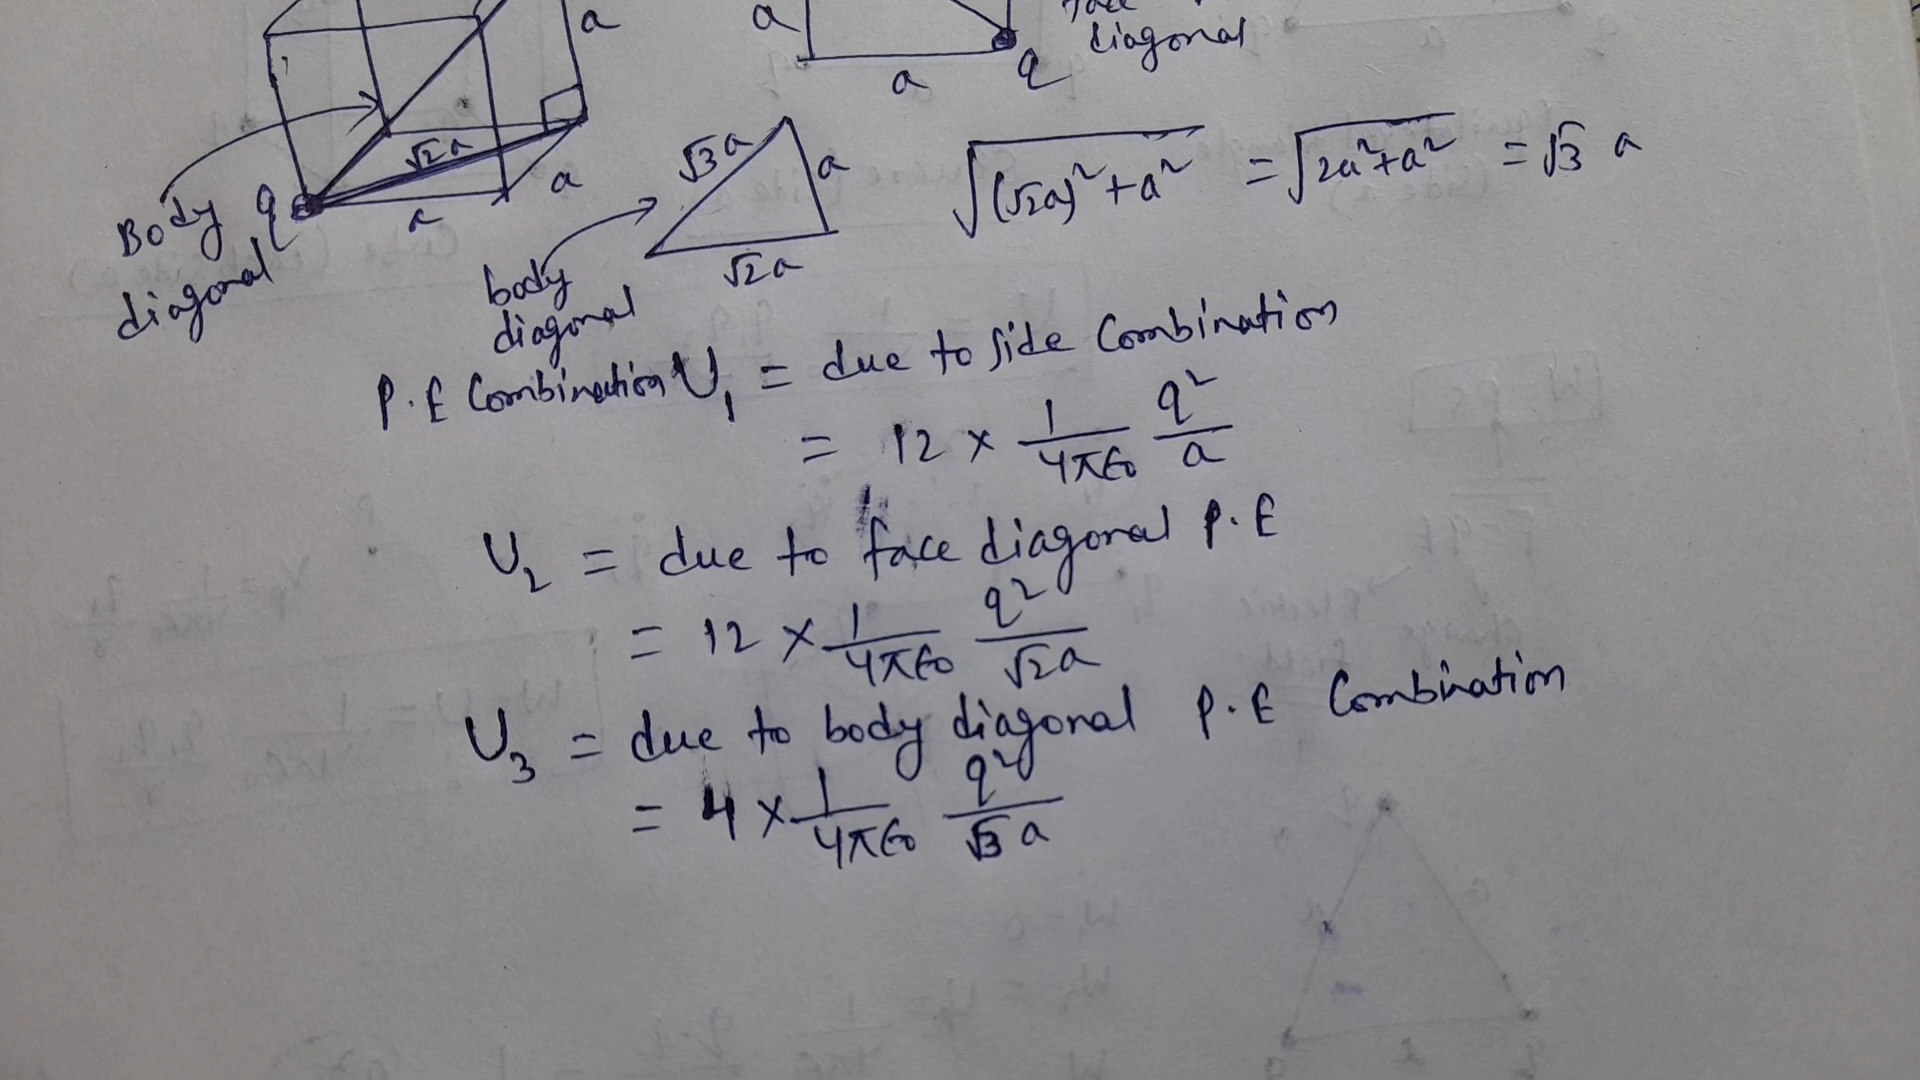 a
a
face
diagonal
a
q
√2a
a
a
q
Body
diagonal
√3a
a
√2a
body
diagonal
√(√2a)²+a² = √2a²+a² = √3 a
P.E Combination U₁ = due to side Combination
= 12 × 1/4πϵ₀ q²/a
U₂ = due to face diagonal P.E
= 12 × 1/4πϵ₀ q²/√2a
U₃ = due to body diagonal P.E Combination
= 4 × 1/4πϵ₀ q²/√3 a